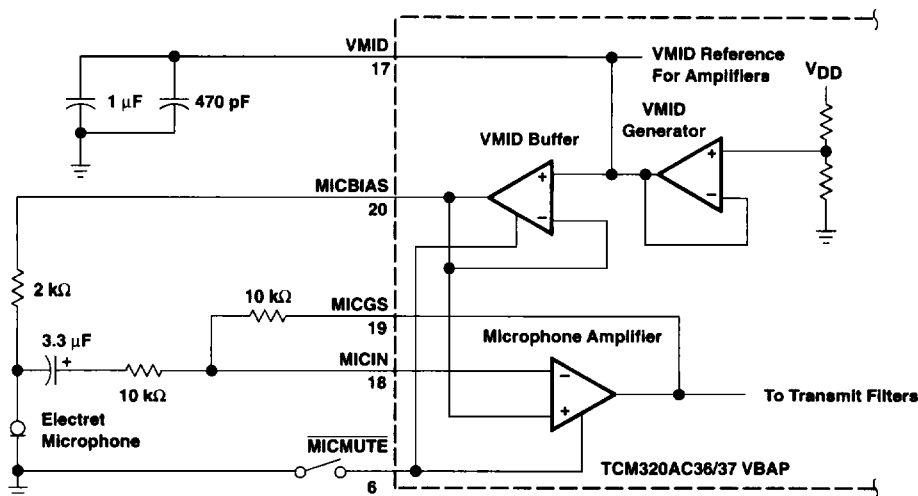 VMID
17
VMID Reference
For Amplifiers
VDD
1 µF
470 pF
VMID
Generator
VMID Buffer
+
−
+
−
MICBIAS
20
2 kΩ
10 kΩ
MICGS
19
3.3 µF
+
Microphone Amplifier
MICIN
18
10 kΩ
−
+
To Transmit Filters
Electret
Microphone
MICMUTE
6
TCM320AC36/37 VBAP